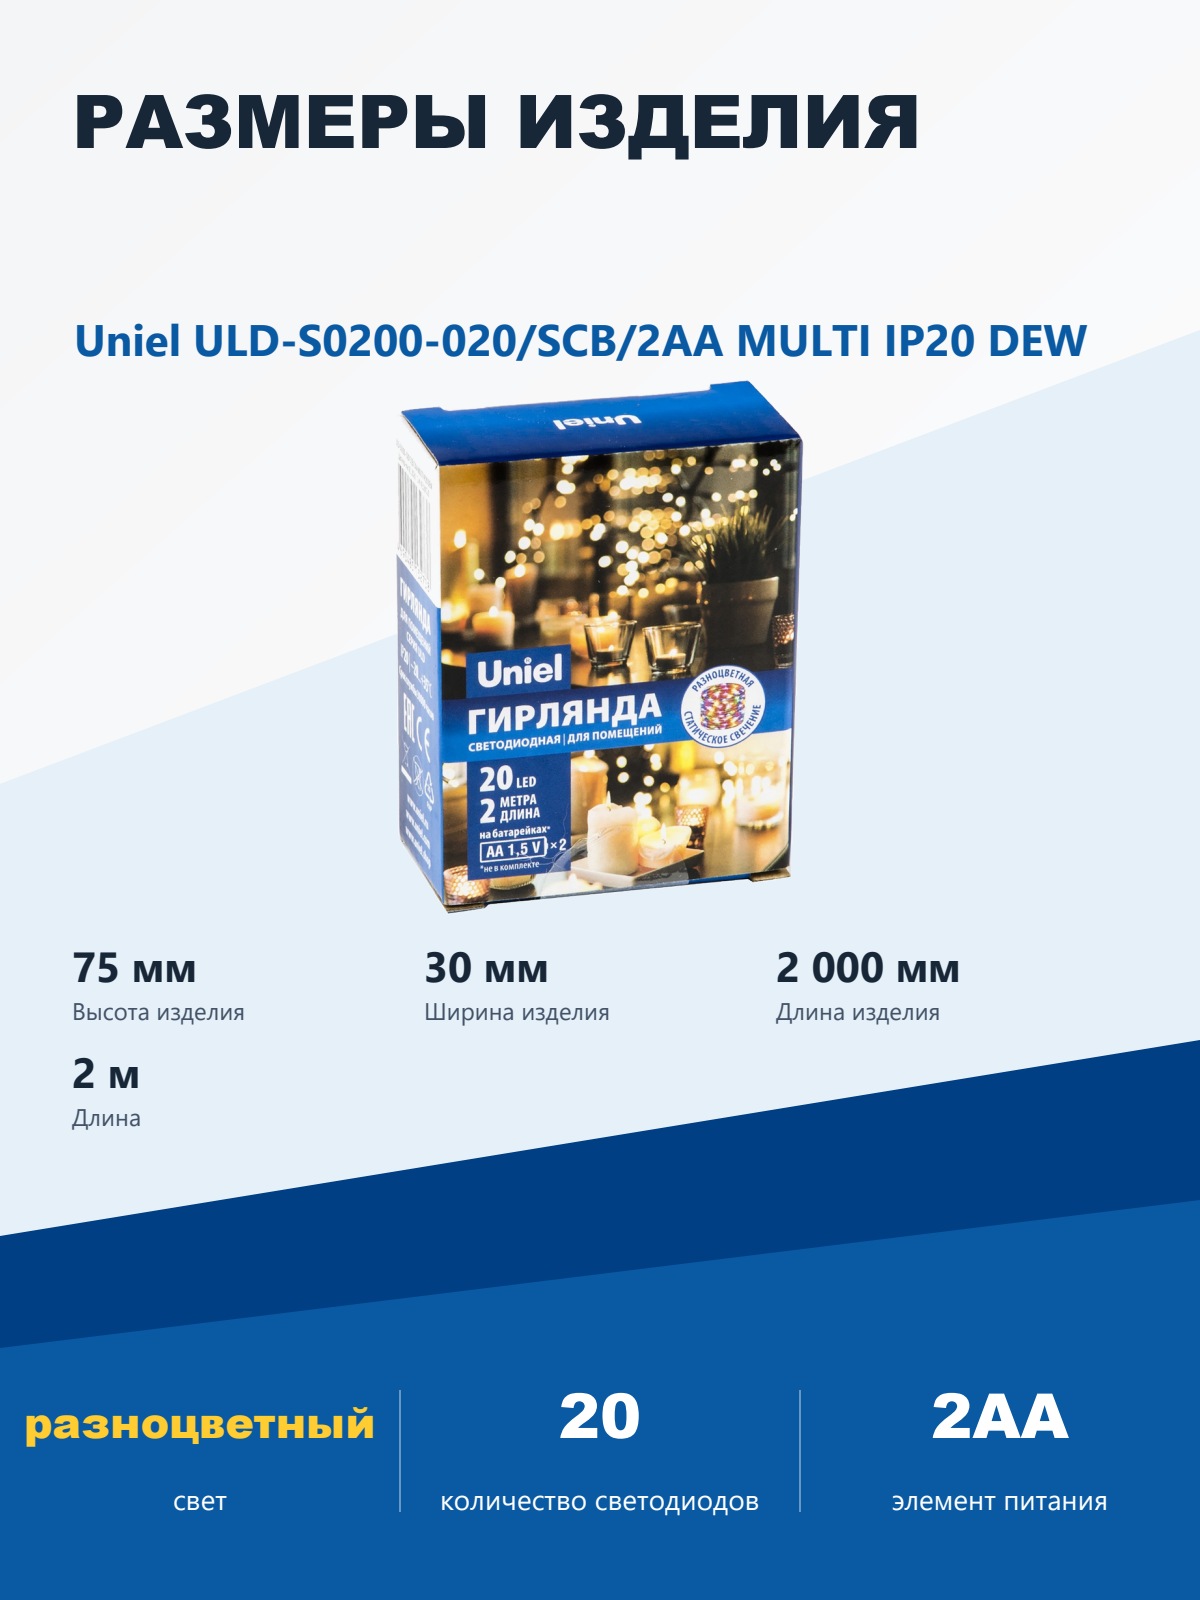 РАЗМЕРЫ ИЗДЕЛИЯ
Uniel ULD-S0200-020/SCB/2AA MULTI IP20 DEW
Uniel
ГИРЛЯНДА
Uniel
ГИРЛЯНДА
СВЕТОДИОДНАЯ | ДЛЯ ПОМЕЩЕНИЙ
РАЗНОЦВЕТНАЯ
СТАТИЧЕСКОЕ СВЕЧЕНИЕ
20 LED
2 МЕТРА
ДЛИНА
на батарейках*
AA 1,5 V ×2
*не в комплекте
75 мм
Высота изделия
30 мм
Ширина изделия
2 000 мм
Длина изделия
2 м
Длина
разноцветный
свет
20
количество светодиодов
2AA
элемент питания